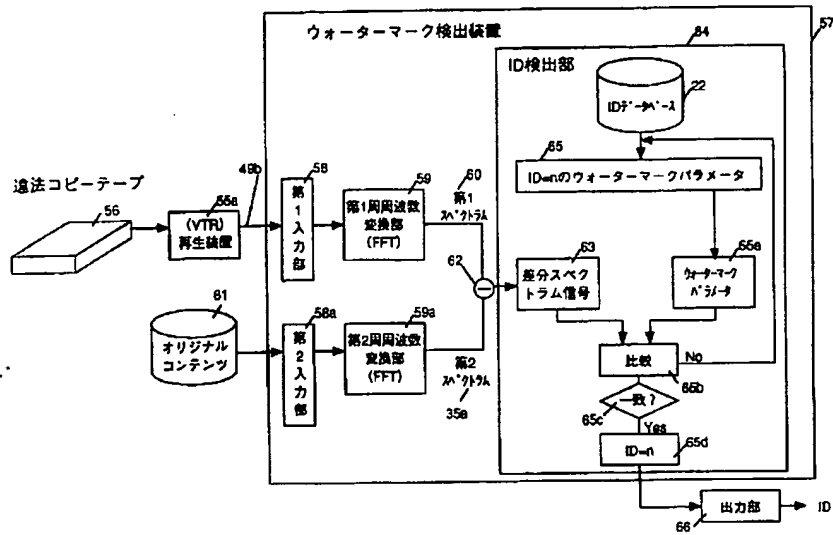 ウォーターマーク検出装置
57
64
ID検出部
IDデータベース
22
65
ID=nのウォーターマークパラメータ
違法コピーテープ
56
55a
(VTR)
再生装置
49b
58
第1入力部
59
第1周周波数
変換部
(FFT)
60
第1
スペクトラム
62
63
差分スペク
トラム信号
ウォーターマーク
パラメータ
61
オリジナル
コンテンツ
58a
第2入力部
59a
第2周周波数
変換部
(FFT)
第2
スペクトラム
35a
比較
No
65b
一致?
65c
Yes
ID=n
65d
出力部
66
ID